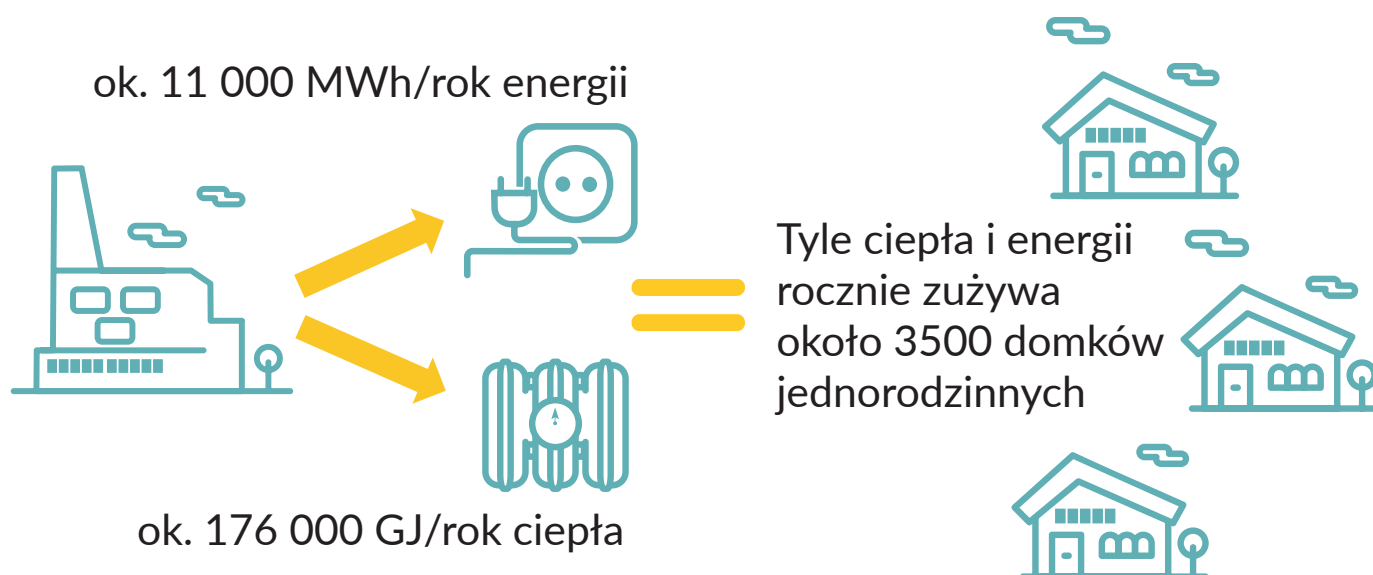 ok. 11 000 MWh/rok energii
Tyle ciepła i energii
rocznie zużywa
około 3500 domków
jednorodzinnych
ok. 176 000 GJ/rok ciepła